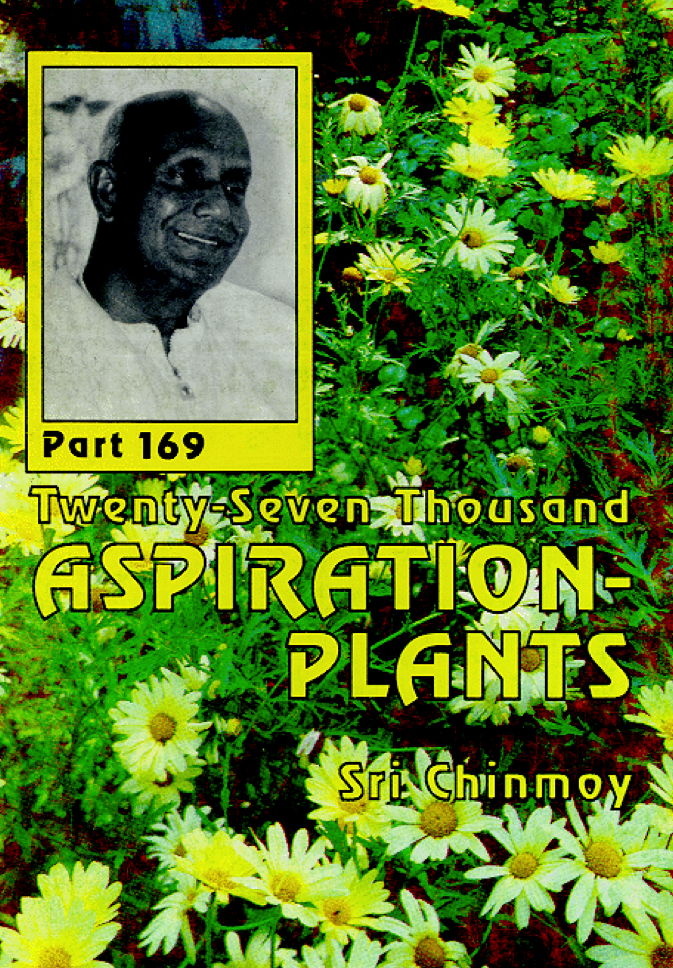 Part 169
Twenty-Seven Thousand
ASPIRATION-
PLANTS
Sri Chinmoy